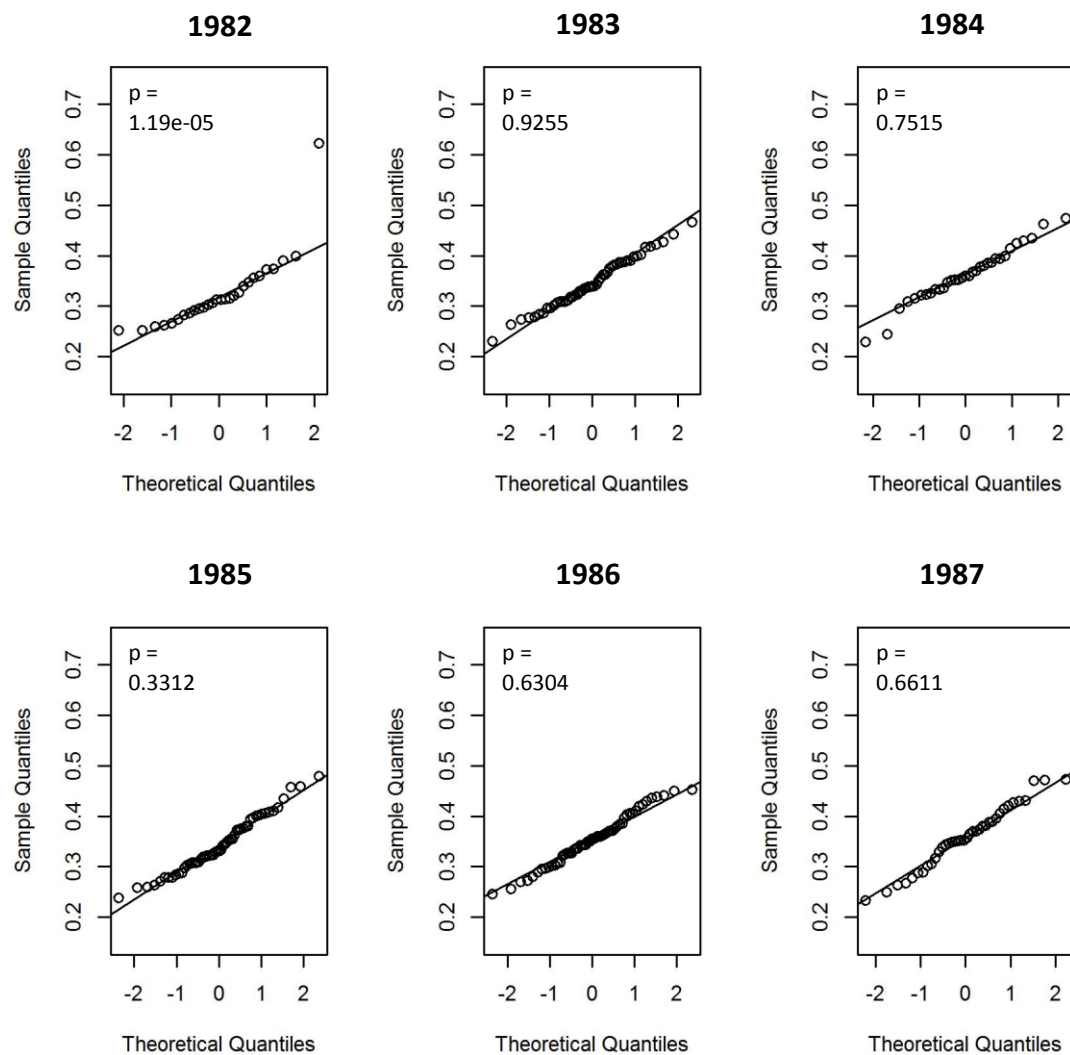 1982
p =
1.19e-05
0.7
0.6
0.5
0.4
0.3
0.2
Sample Quantiles
-2 -1 0 1 2
Theoretical Quantiles
1983
p =
0.9255
0.7
0.6
0.5
0.4
0.3
0.2
Sample Quantiles
-2 -1 0 1 2
Theoretical Quantiles
1984
p =
0.7515
0.7
0.6
0.5
0.4
0.3
0.2
Sample Quantiles
-2 -1 0 1 2
Theoretical Quantiles
1985
p =
0.3312
0.7
0.6
0.5
0.4
0.3
0.2
Sample Quantiles
-2 -1 0 1 2
Theoretical Quantiles
1986
p =
0.6304
0.7
0.6
0.5
0.4
0.3
0.2
Sample Quantiles
-2 -1 0 1 2
Theoretical Quantiles
1987
p =
0.6611
0.7
0.6
0.5
0.4
0.3
0.2
Sample Quantiles
-2 -1 0 1 2
Theoretical Quantiles